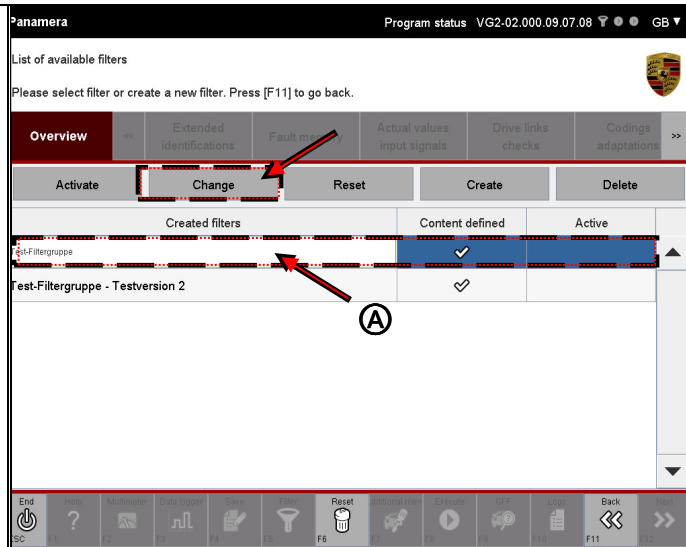 Panamera Program status VG2-02.000.09.07.08 GB
List of available filters
Please select filter or create a new filter. Press [F11] to go back.
Overview << Extended identifications Fault memory Actual values input signals Drive links checks Codings adaptations >>
Activate Change Reset Create Delete
Created filters Content defined Active
Test-Filtergruppe
Test-Filtergruppe - Testversion 2
A
End Help Multimeter Data logger Save Filter Reset Additional menu Execute GFF Logs Back Next
ESC F1 F2 F3 F4 F5 F6 F7 F8 F9 F10 F11 F12